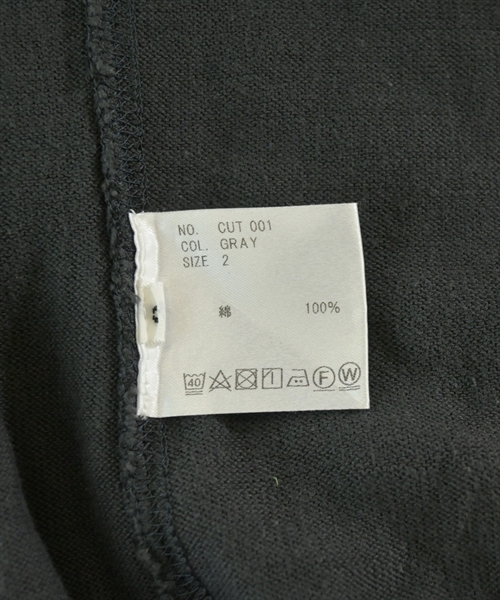 NO. CUT 001
COL. GRAY
SIZE 2
綿 100%
40 F W